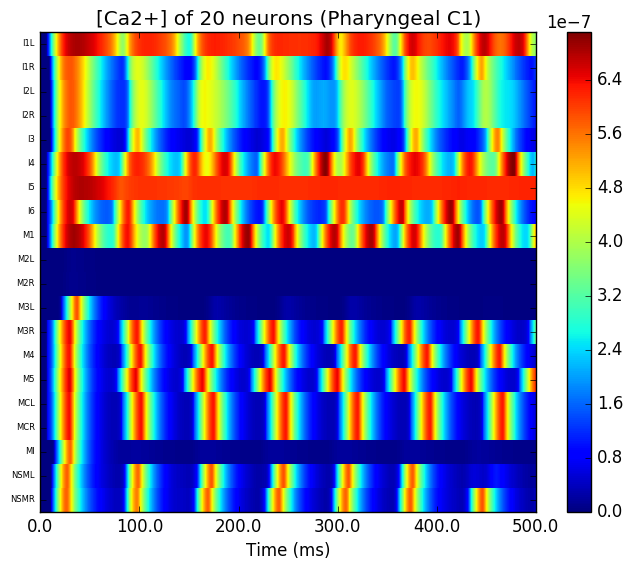 [Ca2+] of 20 neurons (Pharyngeal C1)
1e−7
I1L
I1R
I2L
I2R
I3
I4
I5
I6
M1
M2L
M2R
M3L
M3R
M4
M5
MCL
MCR
MI
NSML
NSMR
6.4
5.6
4.8
4.0
3.2
2.4
1.6
0.8
0.0
0.0 100.0 200.0 300.0 400.0 500.0
Time (ms)